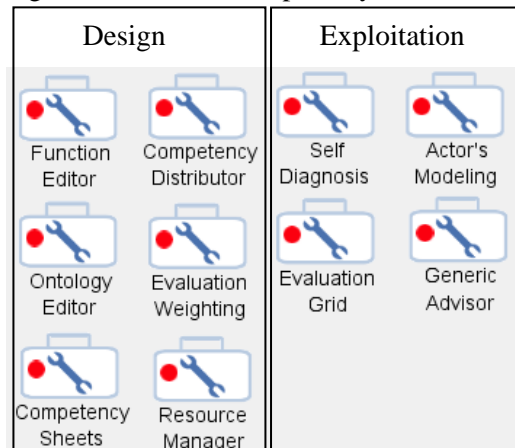 Design
Exploitation
Function
Editor
Competency
Distributor
Self
Diagnosis
Actor's
Modeling
Ontology
Editor
Evaluation
Weighting
Evaluation
Grid
Generic
Advisor
Competency
Sheets
Resource
Manager